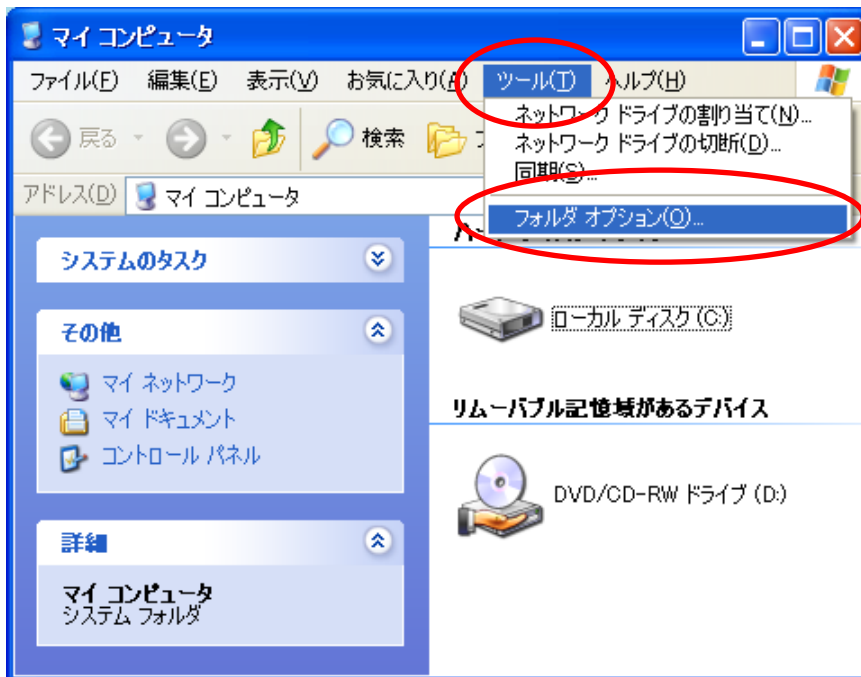 マイ コンピュータ
ファイル(F) 編集(E) 表示(V) お気に入り(A) ツール(T) ヘルプ(H)
ネットワーク ドライブの割り当て(N)...
戻る 検索
ネットワーク ドライブの切断(D)...
同期(S)...
アドレス(D) マイ コンピュータ
フォルダ オプション(O)...
システムのタスク
ローカル ディスク (C:)
その他
マイ ネットワーク
マイ ドキュメント
リムーバブル記憶域があるデバイス
コントロール パネル
DVD/CD-RW ドライブ (D:)
詳細
マイ コンピュータ
システム フォルダ